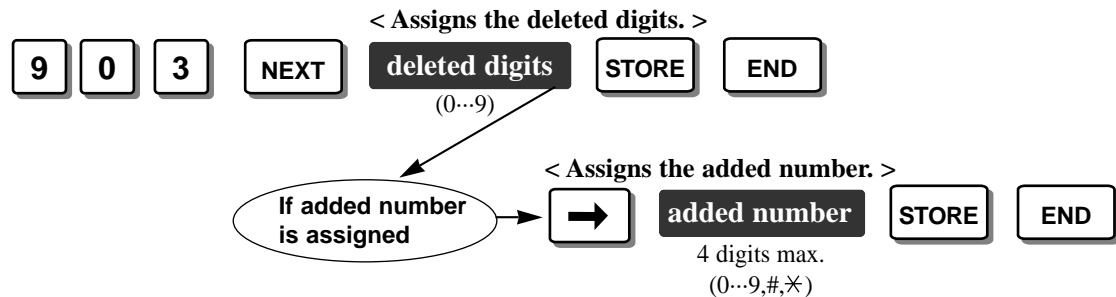 < Assigns the deleted digits. >
9 0 3 NEXT deleted digits STORE END
(0···9)
< Assigns the added number. >
If added number
is assigned
➡ added number STORE END
4 digits max.
(0···9,#,✳)